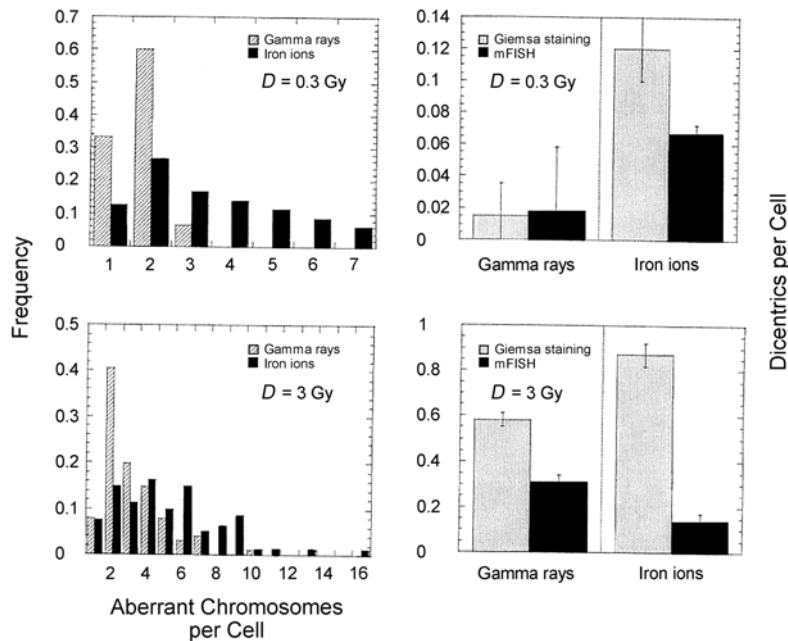 0.7
0.6
0.5
0.4
0.3
0.2
0.1
0
Gamma rays
Iron ions
D = 0.3 Gy
1 2 3 4 5 6 7
0.14
0.12
0.10
0.08
0.06
0.04
0.02
0
Giemsa staining
mFISH
D = 0.3 Gy
Gamma rays Iron ions
Frequency
Dicentrics per Cell
0.5
0.4
0.3
0.2
0.1
0
Gamma rays
Iron ions
D = 3 Gy
2 4 6 8 10 12 14 16
Aberrant Chromosomes
per Cell
1
0.8
0.6
0.4
0.2
0
Giemsa staining
mFISH
D = 3 Gy
Gamma rays Iron ions